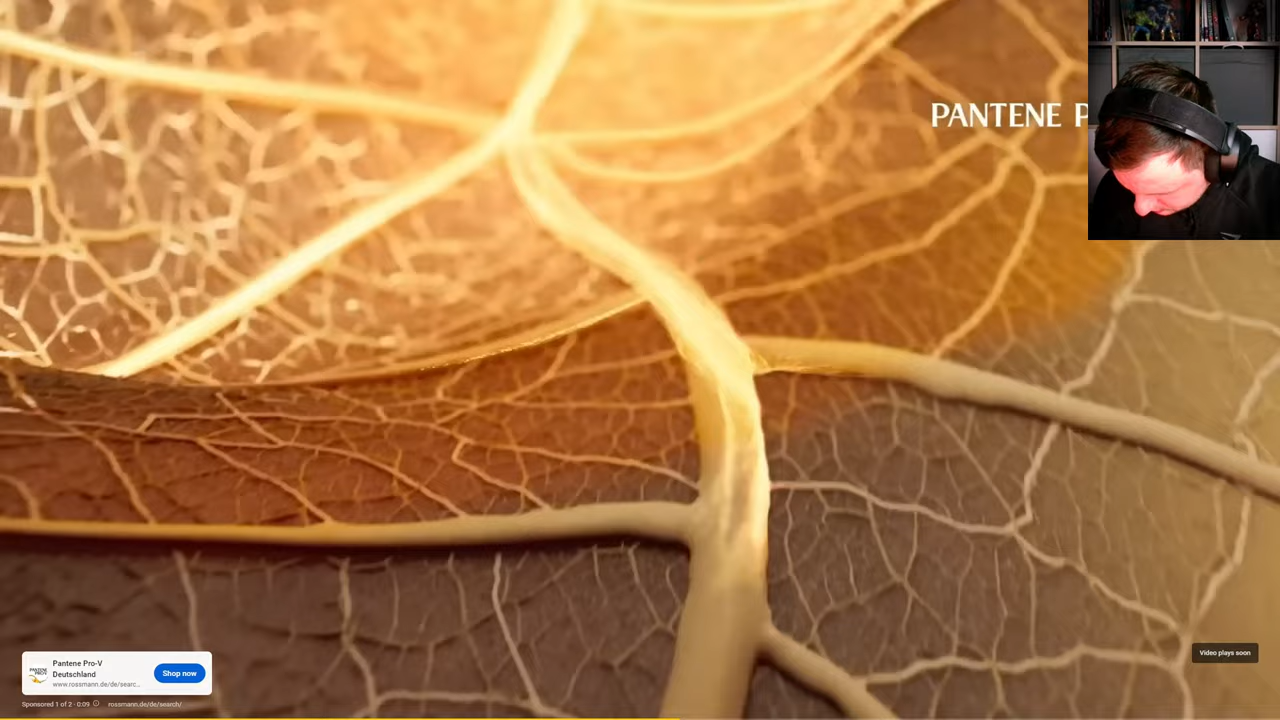 PANTENE P
Pantene Pro-V
Deutschland
www.rossmann.de/de/searc...
Shop now
Sponsored 1 of 2 · 0:09
rossmann.de/de/search/
Video plays soon